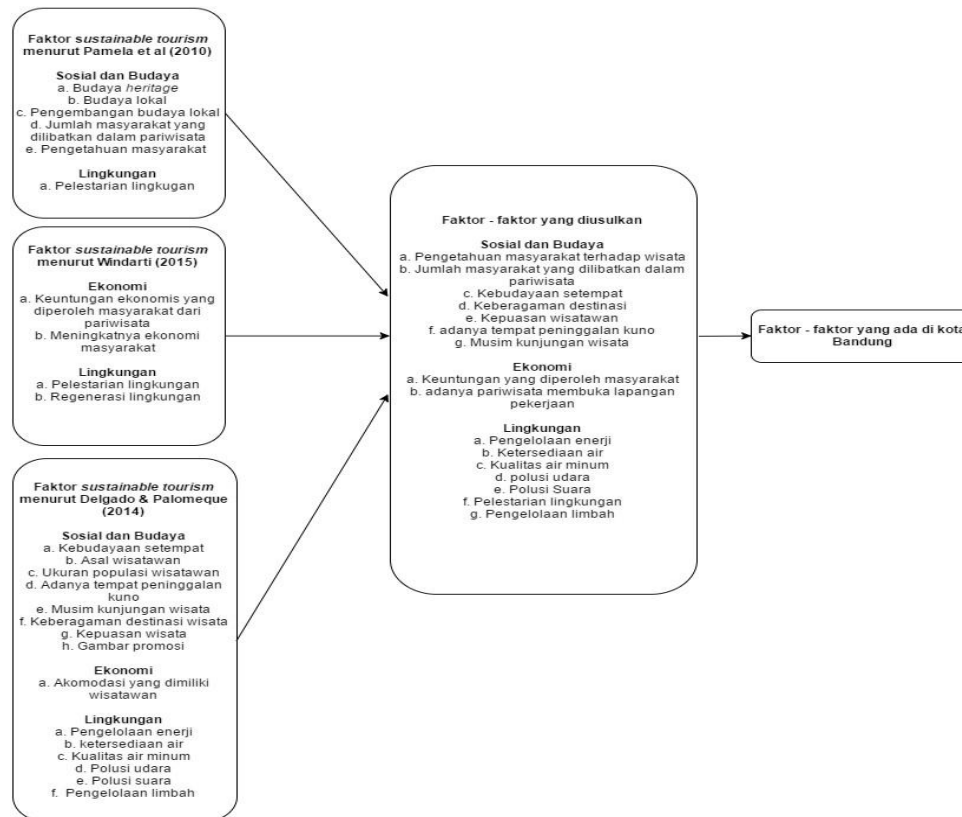 Faktor sustainable tourism
menurut Pamela et al (2010)
Sosial dan Budaya
a. Budaya heritage
b. Budaya lokal
c. Pengembangan budaya lokal
d. Jumlah masyarakat yang
dilibatkan dalam pariwisata
e. Pengetahuan masyarakat
Lingkungan
a. Pelestarian lingkugan
Faktor sustainable tourism
menurut Windarti (2015)
Ekonomi
a. Keuntungan ekonomis yang
diperoleh masyarakat dari
pariwisata
b. Meningkatnya ekonomi
masyarakat
Lingkungan
a. Pelestarian lingkungan
b. Regenerasi lingkungan
Faktor sustainable tourism
menurut Delgado & Palomeque
(2014)
Sosial dan Budaya
a. Kebudayaan setempat
b. Asal wisatawan
c. Ukuran populasi wisatawan
d. Adanya tempat peninggalan
kuno
e. Musim kunjungan wisata
f. Keberagaman destinasi wisata
g. Kepuasan wisata
h. Gambar promosi
Ekonomi
a. Akomodasi yang dimiliki
wisatawan
Lingkungan
a. Pengelolaan enerji
b. ketersediaan air
c. Kualitas air minum
d. Polusi udara
e. Polusi suara
f. Pengelolaan limbah
Faktor - faktor yang diusulkan
Sosial dan Budaya
a. Pengetahuan masyarakat terhadap wisata
b. Jumlah masyarakat yang dilibatkan dalam
pariwisata
c. Kebudayaan setempat
d. Keberagaman destinasi
e. Kepuasan wisatawan
f. adanya tempat peninggalan kuno
g. Musim kunjungan wisata
Ekonomi
a. Keuntungan yang diperoleh masyarakat
b. adanya pariwisata membuka lapangan
pekerjaan
Lingkungan
a. Pengelolaan enerji
b. Ketersediaan air
c. Kualitas air minum
d. polusi udara
e. Polusi Suara
f. Pelestarian lingkungan
g. Pengelolaan limbah
Faktor - faktor yang ada di kota
Bandung